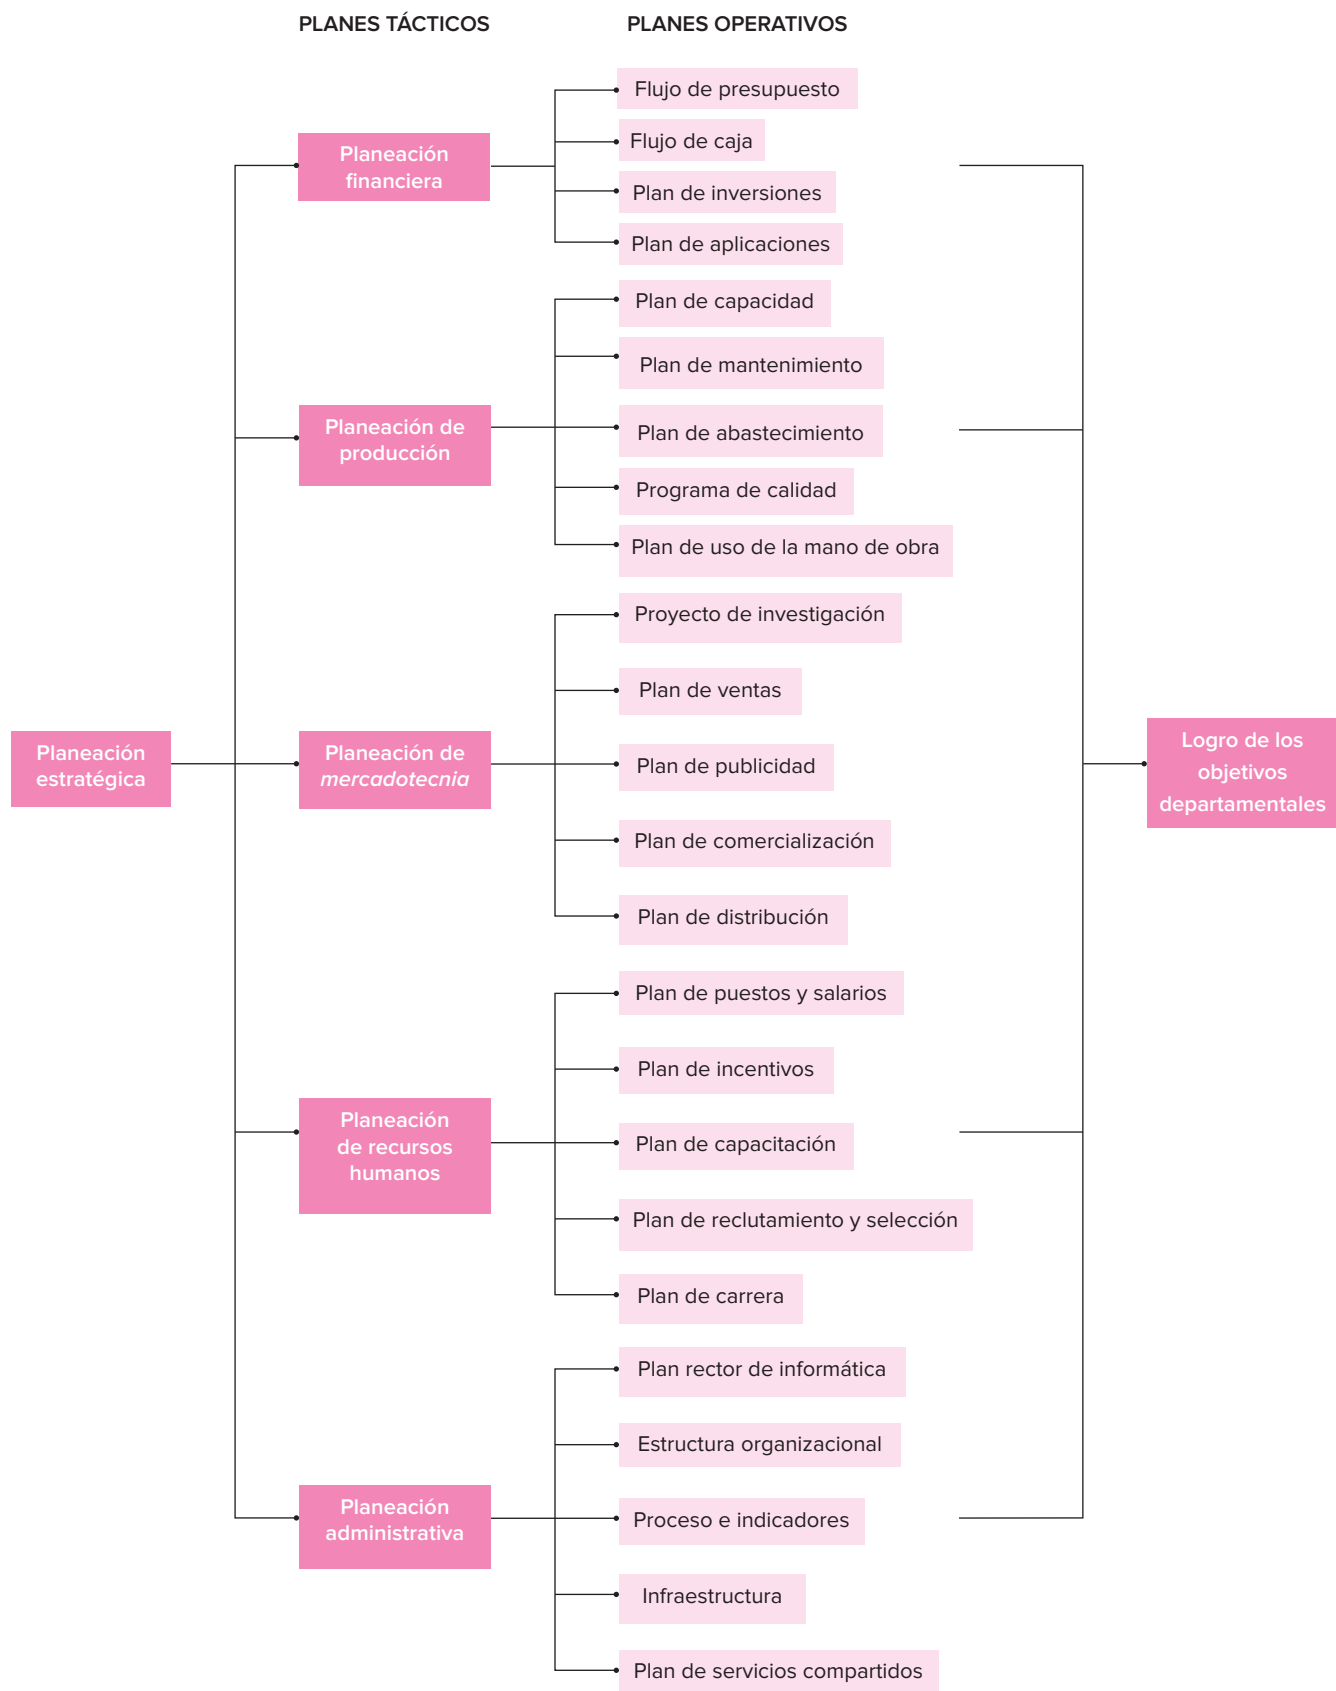 PLANES TÁCTICOS
PLANES OPERATIVOS
Planeación
estratégica
Planeación
financiera
Flujo de presupuesto
Flujo de caja
Plan de inversiones
Plan de aplicaciones
Planeación de
producción
Plan de capacidad
Plan de mantenimiento
Plan de abastecimiento
Programa de calidad
Plan de uso de la mano de obra
Planeación de
mercadotecnia
Proyecto de investigación
Plan de ventas
Plan de publicidad
Plan de comercialización
Plan de distribución
Planeación
de recursos
humanos
Plan de puestos y salarios
Plan de incentivos
Plan de capacitación
Plan de reclutamiento y selección
Plan de carrera
Planeación
administrativa
Plan rector de informática
Estructura organizacional
Proceso e indicadores
Infraestructura
Plan de servicios compartidos
Logro de los
objetivos
departamentales